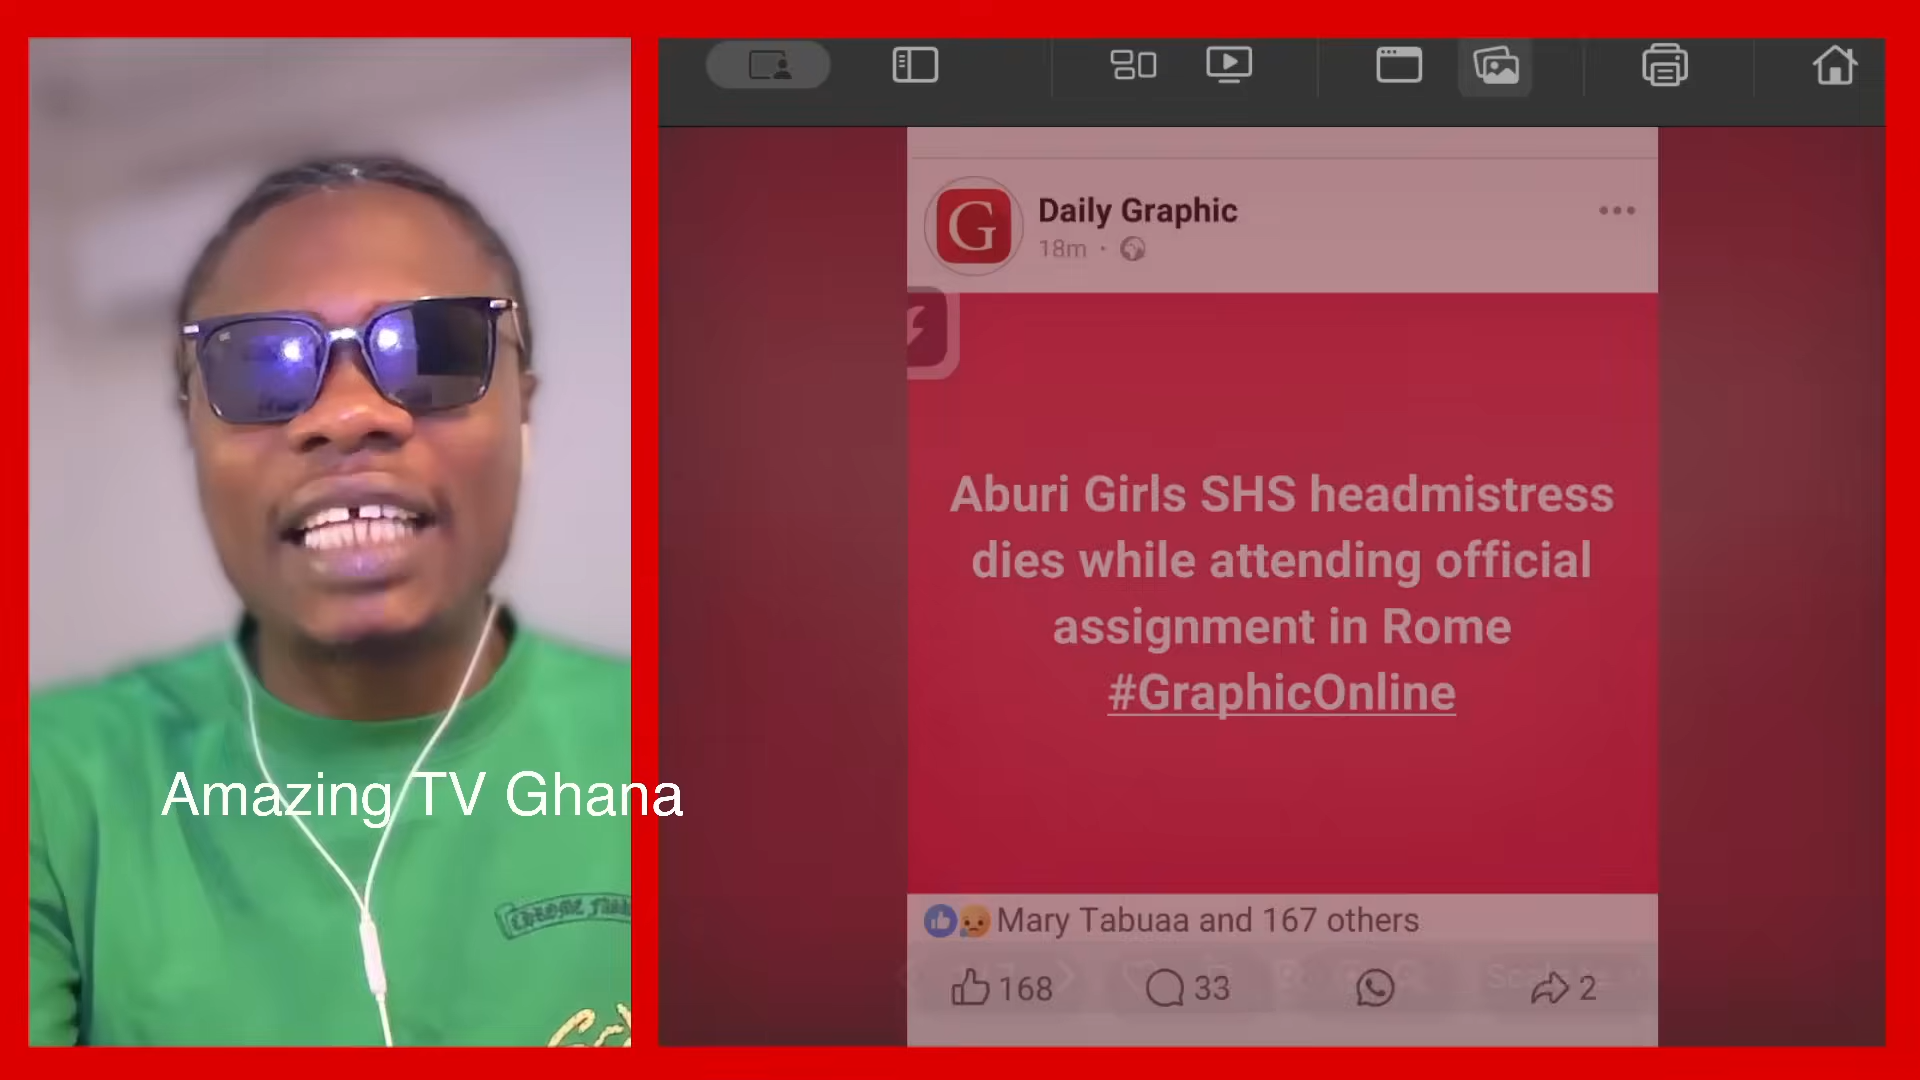 Daily Graphic
18m
Aburi Girls SHS headmistress
dies while attending official
assignment in Rome
#GraphicOnline
Amazing TV Ghana
CHROME
Mary Tabuaa and 167 others
168
33
2